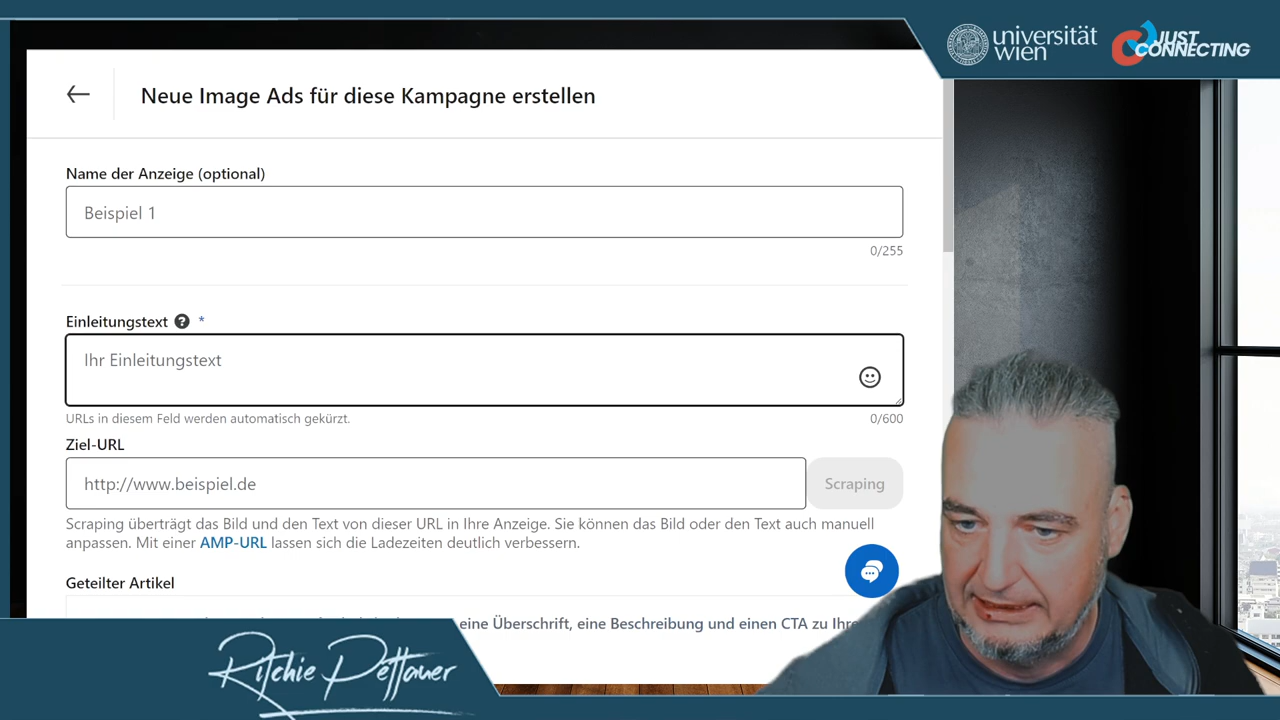 universität
wien
JUST
CONNECTING
Neue Image Ads für diese Kampagne erstellen
Name der Anzeige (optional)
Beispiel 1
0/255
Einleitungstext ? *
Ihr Einleitungstext
URLs in diesem Feld werden automatisch gekürzt.
0/600
Ziel-URL
http://www.beispiel.de
Scraping
Scraping überträgt das Bild und den Text von dieser URL in Ihre Anzeige. Sie können das Bild oder den Text auch manuell
anpassen. Mit einer AMP-URL lassen sich die Ladezeiten deutlich verbessern.
Geteilter Artikel
eine Überschrift, eine Beschreibung und einen CTA zu
Ritchie Pettauer